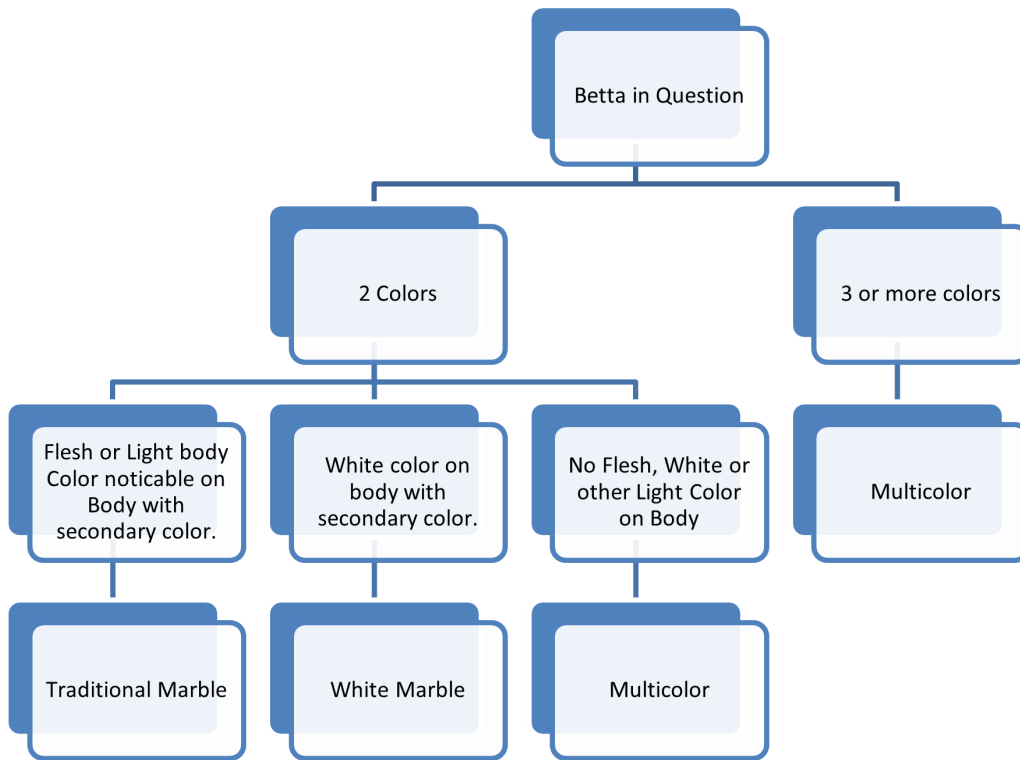 Betta in Question
2 Colors
3 or more colors
Flesh or Light body
Color noticable on
Body with
secondary color.
White color on
body with
secondary color.
No Flesh, White or
other Light Color
on Body
Multicolor
Traditional Marble
White Marble
Multicolor